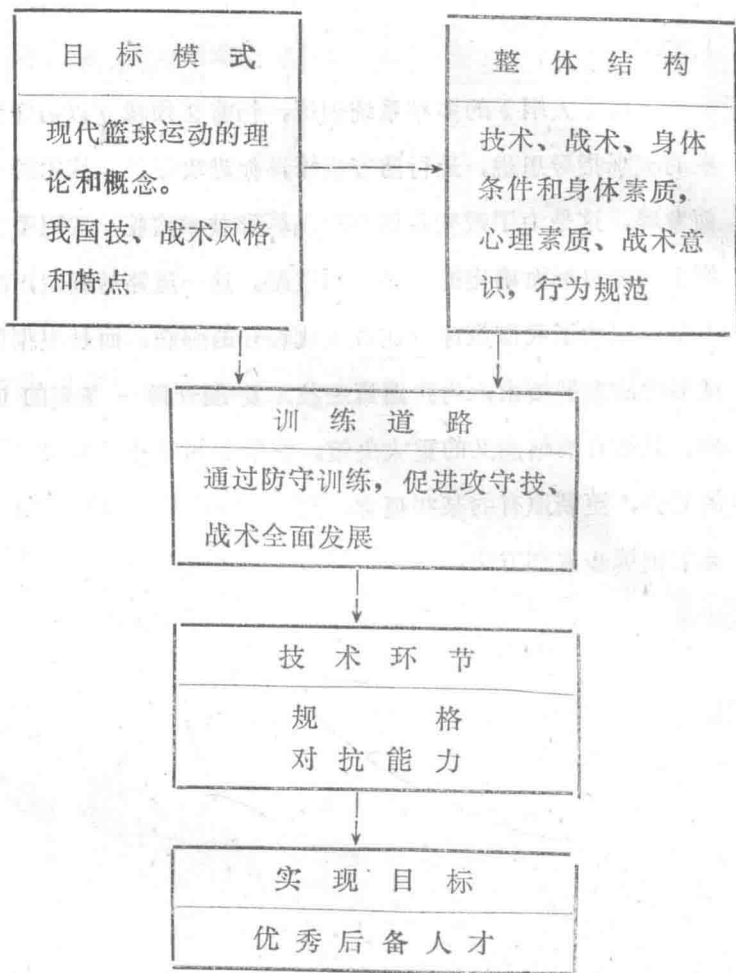 目标模式
现代篮球运动的理
论和概念。
我国技、战术风格
和特点
整体结构
技术、战术、身体
条件和身体素质，
心理素质、战术意
识，行为规范
训练道路
通过防守训练，促进攻守技、
战术全面发展
技术环节
规格
对抗能力
实现目标
优秀后备人才